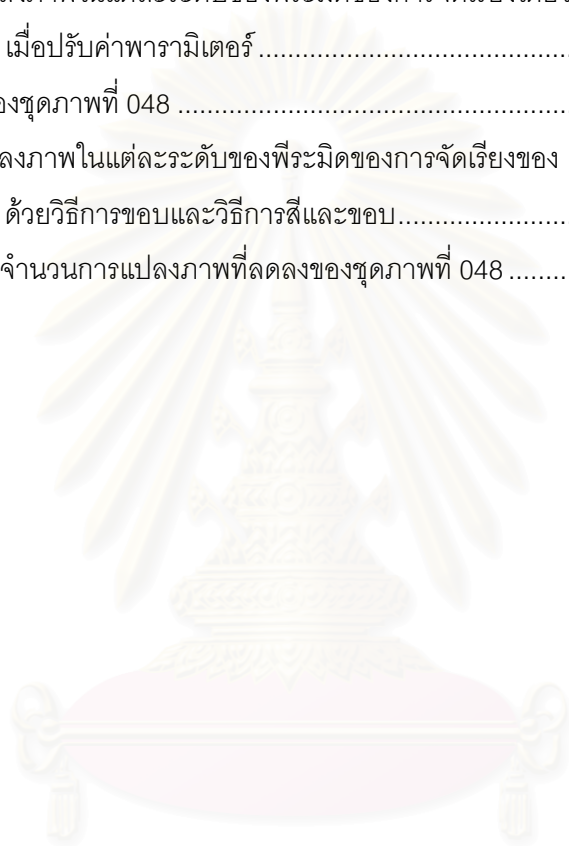 เมื่อปรับค่าพารามิเตอร์..........................................
องชุดภาพที่ 048 .....................................................
ลงภาพในแต่ละระดับของพีระมิดของการจัดเรียงของ
ด้วยวิธีการขอบและวิธีการสีและขอบ.......................
จำนวนการแปลงภาพที่ลดลงของชุดภาพที่ 048 ........